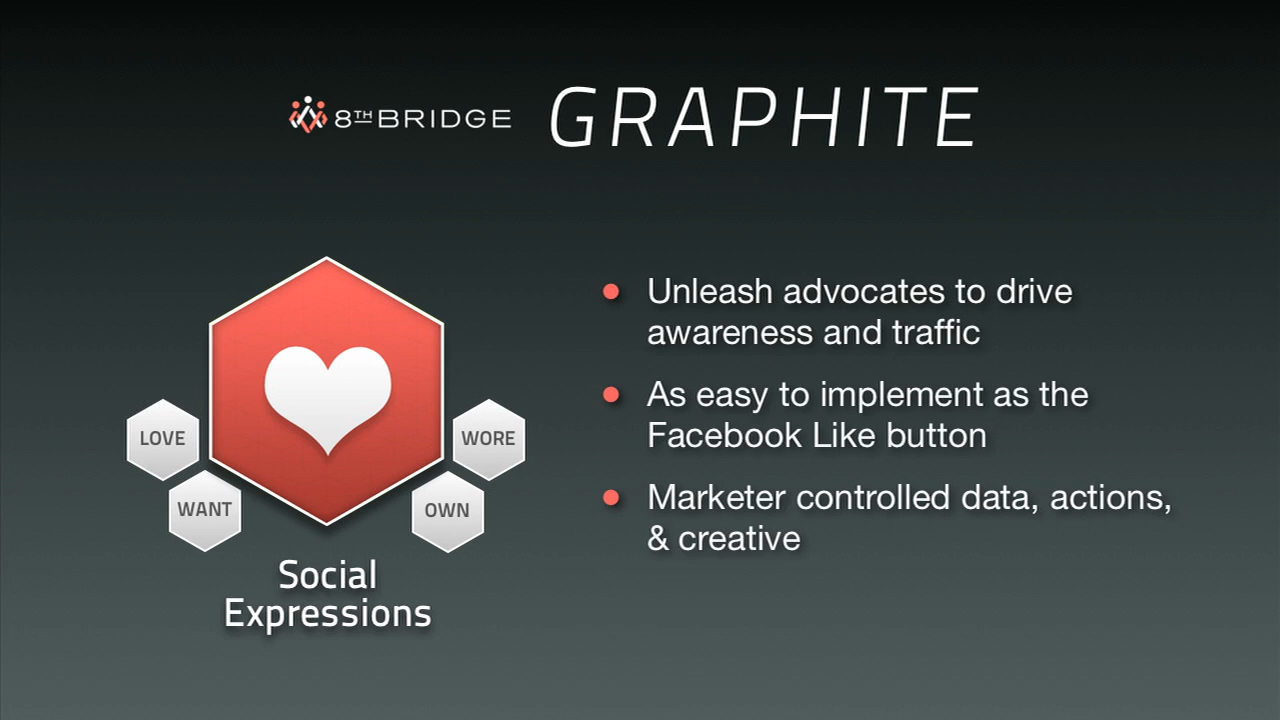 8TH BRIDGE GRAPHITE
Unleash advocates to drive
awareness and traffic
As easy to implement as the
Facebook Like button
Marketer controlled data, actions,
& creative
LOVE
WORE
WANT
OWN
Social
Expressions